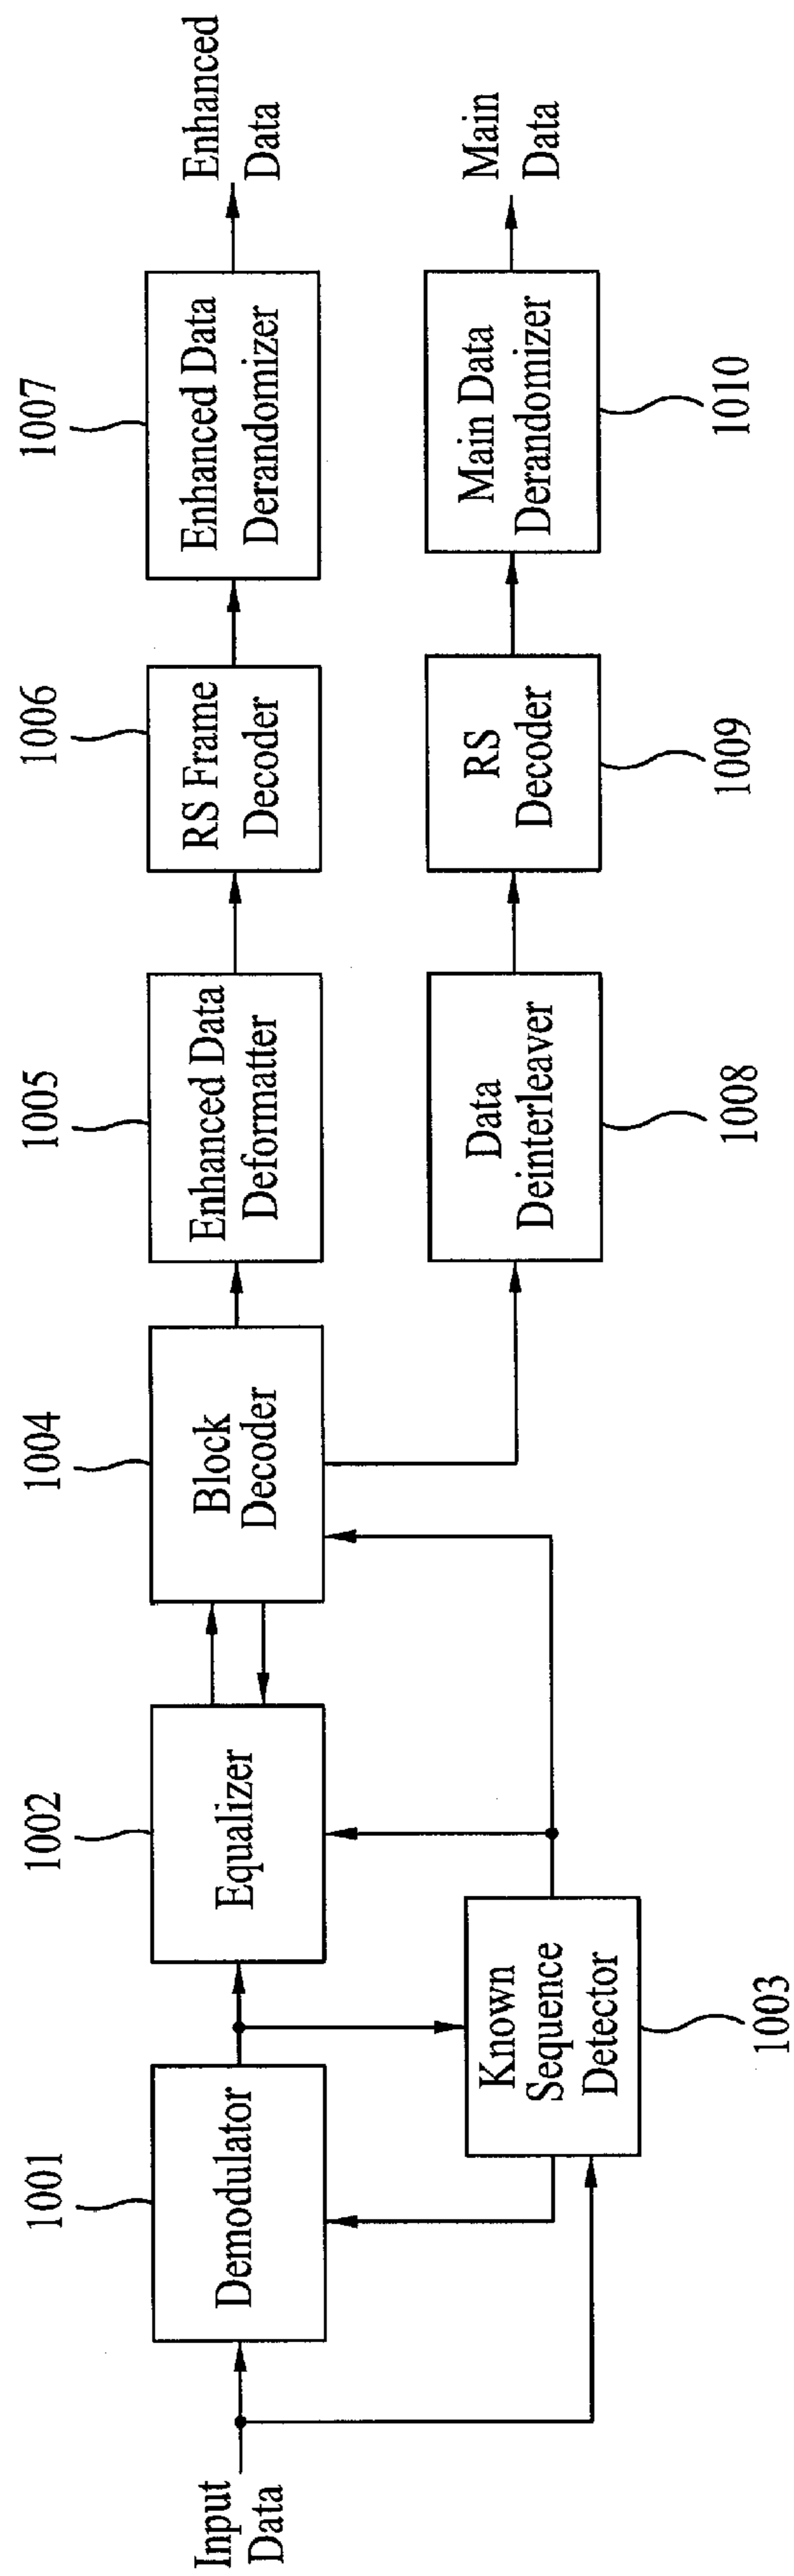 Input
Data
1001
Demodulator
1002
Equalizer
1003
Known
Sequence
Detector
1004
Block
Decoder
1005
Enhanced Data
Deformatter
1006
RS Frame
Decoder
1007
Enhanced Data
Derandomizer
Enhanced
Data
1008
Data
Deinterleaver
1009
RS
Decoder
1010
Main Data
Derandomizer
Main
Data